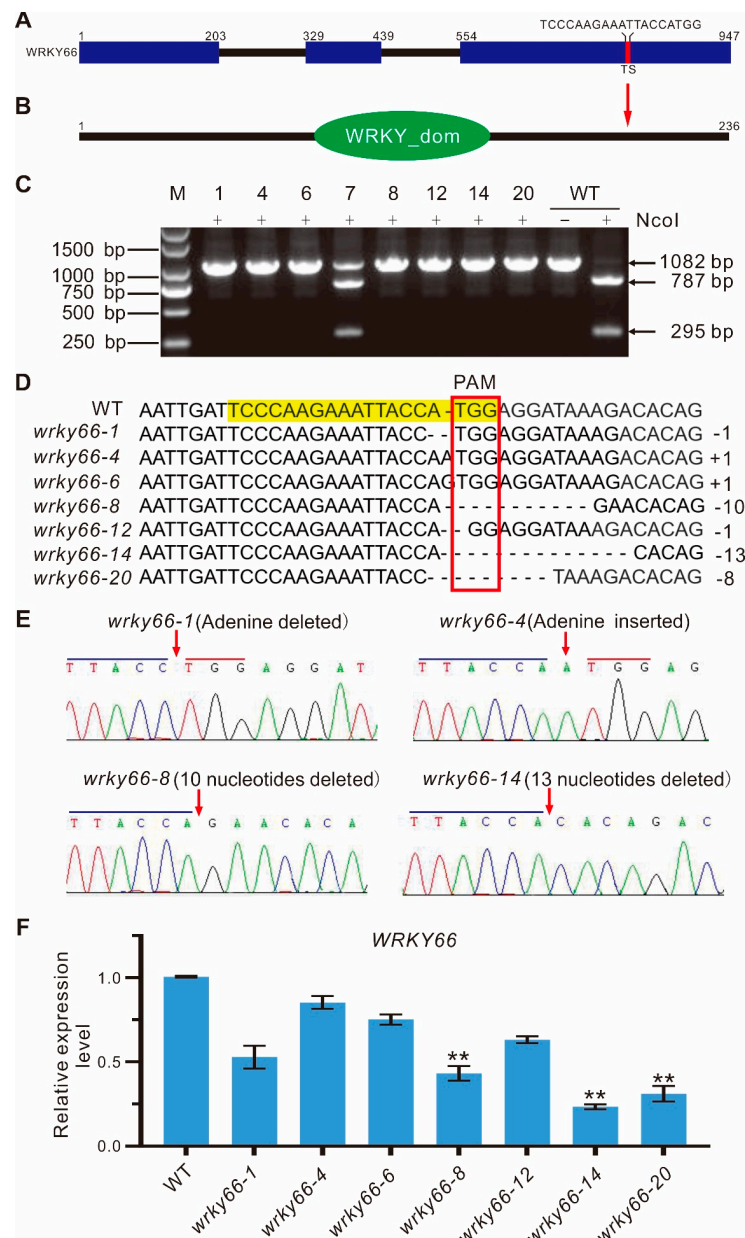 A
TCCCAAGAAATTACCATGG
1 203 329 439 554 947
WRKY66
TS
B
1 236
WRKY_dom
C
M 1 4 6 7 8 12 14 20 WT
+ + + + + + + + − + NcoI
1500 bp
1000 bp
750 bp
500 bp
250 bp
1082 bp
787 bp
295 bp
D
PAM
WT AATTGATTCCCAAGAAATTACCA-TGGAGGATAAAGACACAG
wrky66-1 AATTGATTCCCAAGAAATTACC--TGGAGGATAAAGACACAG -1
wrky66-4 AATTGATTCCCAAGAAATTACCAATGGAGGATAAAGACACAG +1
wrky66-6 AATTGATTCCCAAGAAATTACCAGTGGAGGATAAAGACACAG +1
wrky66-8 AATTGATTCCCAAGAAATTACCA-----------GAACACAG -10
wrky66-12 AATTGATTCCCAAGAAATTACCA--GGAGGATAAAGACACAG -1
wrky66-14 AATTGATTCCCAAGAAATTACCA--------------CACAG -13
wrky66-20 AATTGATTCCCAAGAAATTACC---------TAAAGACACAG -8
E
wrky66-1 (Adenine deleted)
T T A C C T G G A G G A T
wrky66-4 (Adenine inserted)
T T A C C A A T G G A G
wrky66-8 (10 nucleotides deleted)
T T A C C A G A A C A C A
wrky66-14 (13 nucleotides deleted)
T T A C C A C A C A G A C
F
WRKY66
Relative expression
level
1.0
0.5
0.0
**
**
**
WT
wrky66-1
wrky66-4
wrky66-6
wrky66-8
wrky66-12
wrky66-14
wrky66-20